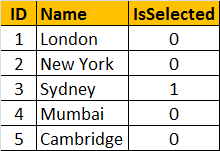 ID Name IsSelected
1 London 0
2 New York 0
3 Sydney 1
4 Mumbai 0
5 Cambridge 0